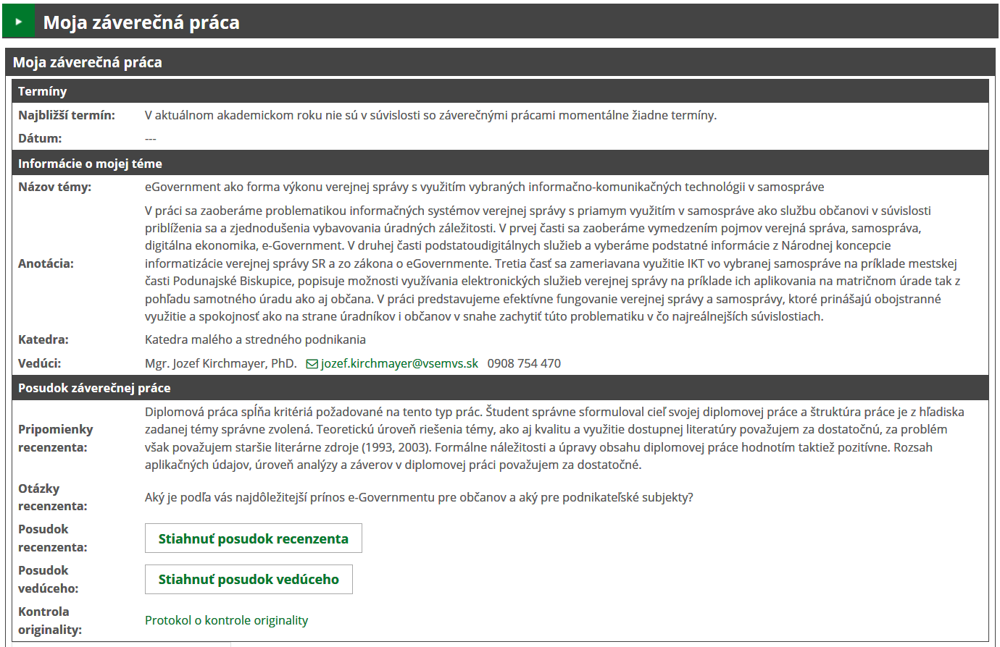 Moja záverečná práca
Moja záverečná práca
Termíny
Najbližší termín: V aktuálnom akademickom roku nie sú v súvislosti so záverečnými prácami momentálne žiadne termíny.
Dátum: ---
Informácie o mojej téme
Názov témy: eGovernment ako forma výkonu verejnej správy s využitím vybraných informačno-komunikačných technológii v samospráve
Anotácia:
V práci sa zaoberáme problematikou informačných systémov verejnej správy s priamym využitím v samospráve ako službu občanovi v súvislosti
priblíženia sa a zjednodušenia vybavovania úradných záležitosti. V prvej časti sa zaoberáme vymedzením pojmov verejná správa, samospráva,
digitálna ekonomika, e-Government. V druhej časti podstatoudigitálnych služieb a vyberáme podstatné informácie z Národnej koncepcie
informatizácie verejnej správy SR a zo zákona o eGovernmente. Tretia časť sa zameriavana využitie IKT vo vybranej samospráve na príklade mestskej
časti Podunajské Biskupice, popisuje možnosti využívania elektronických služieb verejnej správy na príklade ich aplikovania na matričnom úrade tak z
pohľadu samotného úradu ako aj občana. V práci predstavujeme efektívne fungovanie verejnej správy a samosprávy, ktoré prinášajú obojstranné
využitie a spokojnosť ako na strane úradníkov i občanov v snahe zachytiť túto problematiku v čo najreálnejších súvislostiach.
Katedra: Katedra malého a stredného podnikania
Vedúci: Mgr. Jozef Kirchmayer, PhD. jozef.kirchmayer@vsemvs.sk 0908 754 470
Posudok záverečnej práce
Pripomienky
recenzenta:
Diplomová práca spĺňa kritériá požadované na tento typ prác. Študent správne sformuloval cieľ svojej diplomovej práce a štruktúra práce je z hľadiska
zadanej témy správne zvolená. Teoretickú úroveň riešenia témy, ako aj kvalitu a využitie dostupnej literatúry považujem za dostatočnú, za problém
však považujem staršie literárne zdroje (1993, 2003). Formálne náležitosti a úpravy obsahu diplomovej práce hodnotím taktiež pozitívne. Rozsah
aplikačných údajov, úroveň analýzy a záverov v diplomovej práci považujem za dostatočné.
Otázky
recenzenta:
Aký je podľa vás najdôležitejší prínos e-Governmentu pre občanov a aký pre podnikateľské subjekty?
Posudok
recenzenta:
Stiahnuť posudok recenzenta
Posudok
vedúceho:
Stiahnuť posudok vedúceho
Kontrola
originality:
Protokol o kontrole originality